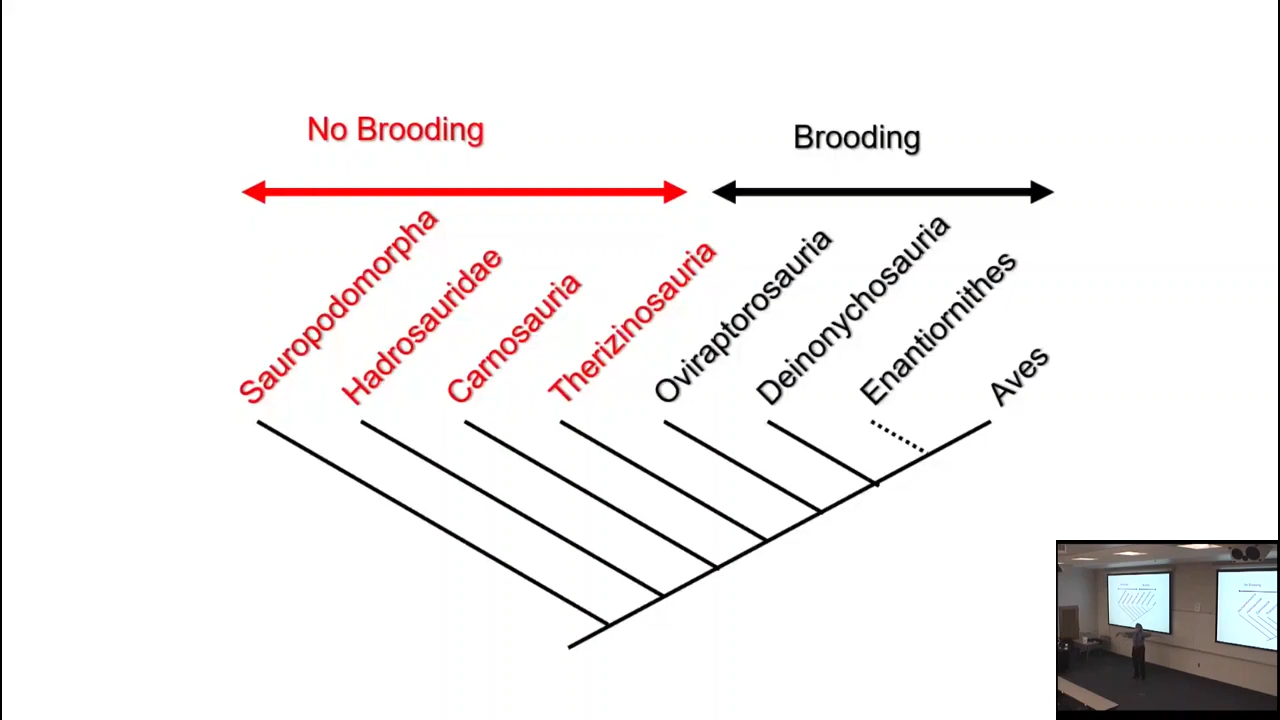 No Brooding
Brooding
Sauropodomorpha
Hadrosauridae
Carnosauria
Therizinosauria
Oviraptorosauria
Deinonychosauria
Enantiornithes
Aves